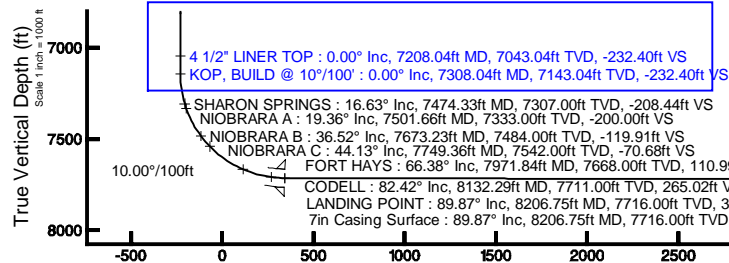 True Vertical Depth (ft)
Scale 1 inch = 1000 ft
7000
7500
8000
4 1/2" LINER TOP : 0.00° Inc, 7208.04ft MD, 7043.04ft TVD, -232.40ft VS
KOP, BUILD @ 10°/100' : 0.00° Inc, 7308.04ft MD, 7143.04ft TVD, -232.40ft VS
SHARON SPRINGS : 16.63° Inc, 7474.33ft MD, 7307.00ft TVD, -208.44ft VS
NIOBRARA A : 19.36° Inc, 7501.66ft MD, 7333.00ft TVD, -200.00ft VS
NIOBRARA B : 36.52° Inc, 7673.23ft MD, 7484.00ft TVD, -119.91ft VS
NIOBRARA C : 44.13° Inc, 7749.36ft MD, 7542.00ft TVD, -70.68ft VS
10.00°/100ft
FORT HAYS : 66.38° Inc, 7971.84ft MD, 7668.00ft TVD, 110.99
CODELL : 82.42° Inc, 8132.29ft MD, 7711.00ft TVD, 265.02ft V
LANDING POINT : 89.87° Inc, 8206.75ft MD, 7716.00ft TVD, 3
7in Casing Surface : 89.87° Inc, 8206.75ft MD, 7716.00ft TVD
-500 0 500 1000 1500 2000 2500